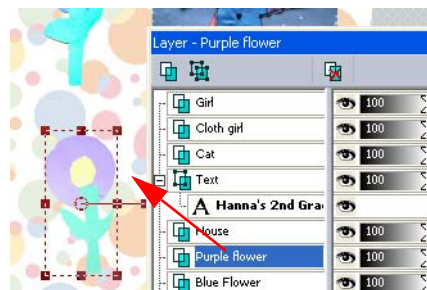 Layer - Purple flower
Girl 100
Cloth girl 100
Cat 100
Text 100
A Hanna's 2nd Gra
House 100
Purple flower 100
Blue Flower 100